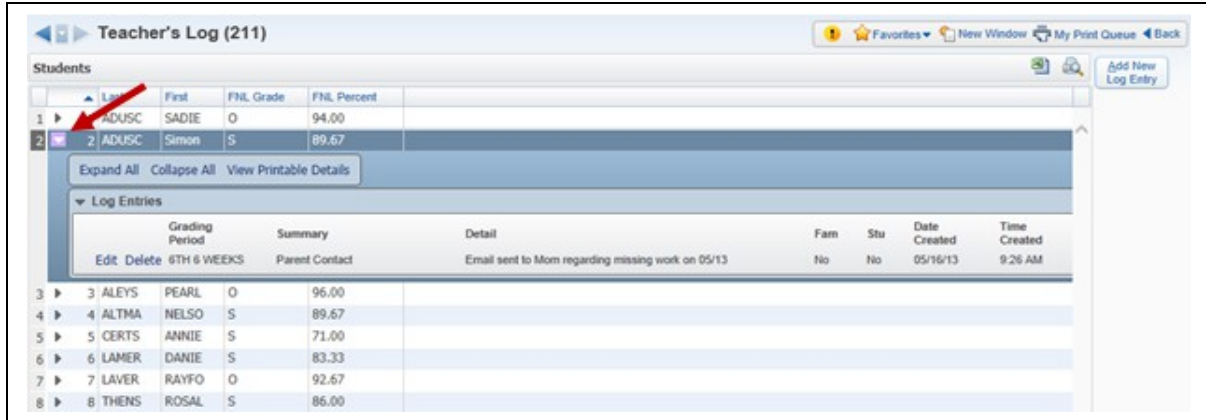 Teacher's Log (211)
Favorites New Window My Print Queue Back
Students
Add New
Log Entry
First FNL Grade FNL Percent
1 ADUSC SADIE O 94.00
2 2 ADUSC Simon S 89.67
Expand All Collapse All View Printable Details
Log Entries
Grading Period Summary Detail Fam Stu Date Created Time Created
Edit Delete 6TH 6 WEEKS Parent Contact Email sent to Mom regarding missing work on 05/13 No No 05/16/13 9:26 AM
3 3 ALEYS PEARL O 96.00
4 4 ALTMA NELSO S 89.67
5 5 CERTS ANNIE S 71.00
6 6 LAMER DANIE S 83.33
7 7 LAVER RAYFO O 92.67
8 8 THENS ROSAL S 86.00